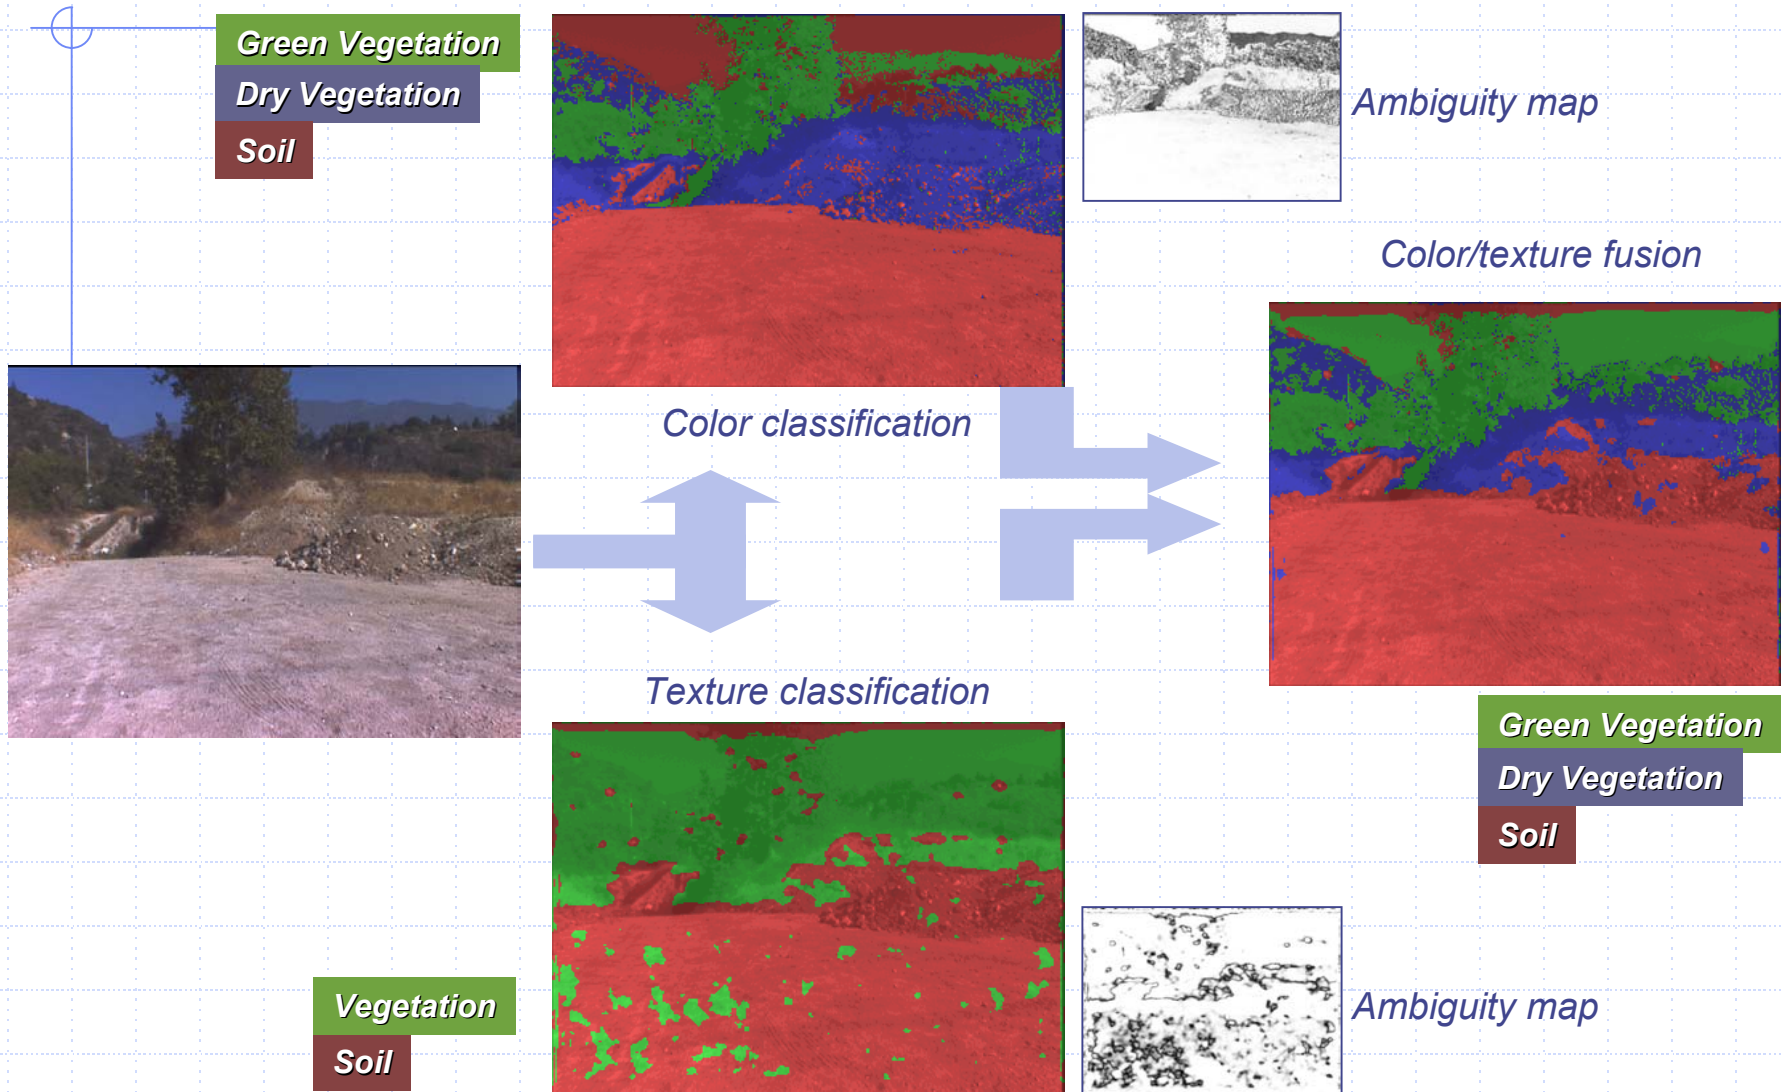 Green Vegetation
Dry Vegetation
Soil
Ambiguity map
Color/texture fusion
Color classification
Texture classification
Green Vegetation
Dry Vegetation
Soil
Vegetation
Soil
Ambiguity map